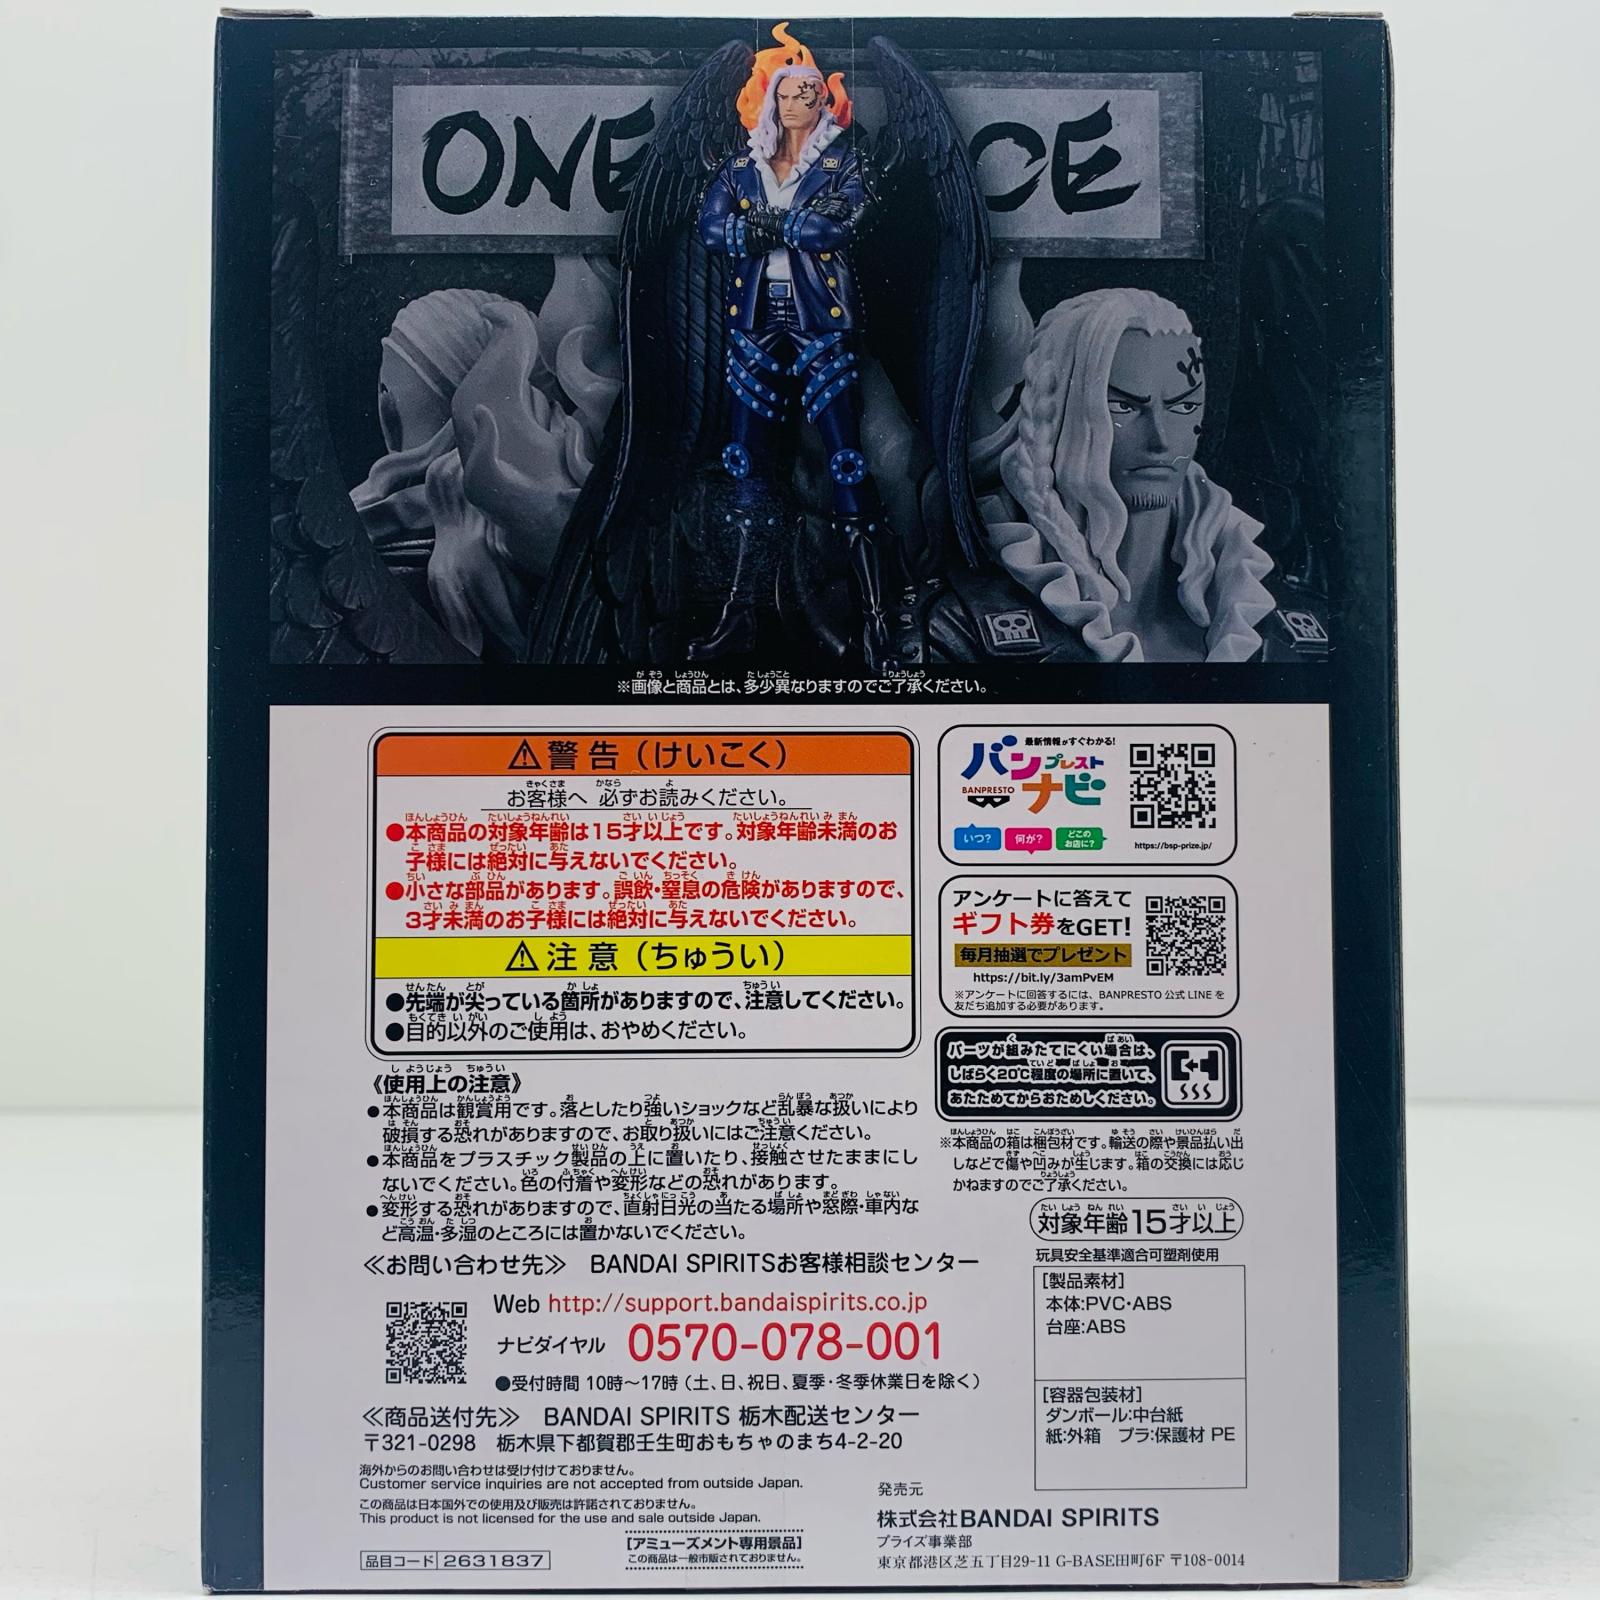 ONE PIECE
※画像と商品とは、多少異なりますのでご了承ください。
⚠警告(けいこく)
お客様へ 必ずお読みください。
●本商品の対象年齢は15才以上です。対象年齢未満のお
子様には絶対に与えないでください。
●小さな部品があります。誤飲・窒息の危険がありますので、
3才未満のお子様には絶対に与えないでください。
⚠注意(ちゅうい)
●先端が尖っている箇所がありますので、注意してください。
●目的以外のご使用は、おやめください。
《使用上の注意》
●本商品は観賞用です。落としたり強いショックなど乱暴な扱いにより
破損する恐れがありますので、お取り扱いにはご注意ください。
●本商品をプラスチック製品の上に置いたり、接触させたままにし
ないでください。色の付着や変形などの恐れがあります。
●変形する恐れがありますので、直射日光の当たる場所や窓際・車内な
ど高温・多湿のところには置かないでください。
≪お問い合わせ先≫ BANDAI SPIRITSお客様相談センター
Web http://support.bandaispirits.co.jp
ナビダイヤル 0570-078-001
●受付時間 10時〜17時(土、日、祝日、夏季・冬季休業日を除く)
≪商品送付先≫ BANDAI SPIRITS 栃木配送センター
〒321-0298 栃木県下都賀郡壬生町おもちゃのまち4-2-20
海外からのお問い合わせは受け付けておりません。
Customer service inquiries are not accepted from outside Japan.
この商品は日本国外での使用及び販売は許諾されておりません。
This product is not licensed for the use and sale outside Japan.
品目コード 2631837
[アミューズメント専用景品]
この商品は一般市販されておりません。
最新情報がすぐわかる!
バンプレストナビ
BANPRESTO
いつ? 何が? どこのお店に?
https://bsp-prize.jp/
アンケートに答えて
ギフト券をGET!
毎月抽選でプレゼント
https://bit.ly/3amPvEM
※アンケートに回答するには、BANPRESTO公式LINEを
友だち追加する必要があります。
パーツが組みたてにくい場合は、
しばらく20℃程度の場所に置いて、
あたためてからおためしください。
※本商品の箱は梱包材です。輸送の際や景品払い出
しなどで傷や凹みが生じます。箱の交換には応じ
かねますのでご了承ください。
対象年齢15才以上
玩具安全基準適合可塑剤使用
[製品素材]
本体:PVC・ABS
台座:ABS
[容器包装材]
ダンボール:中台紙
紙:外箱 プラ:保護材 PE
発売元
株式会社BANDAI SPIRITS
プライズ事業部
東京都港区芝五丁目29-11 G-BASE田町6F 〒108-0014